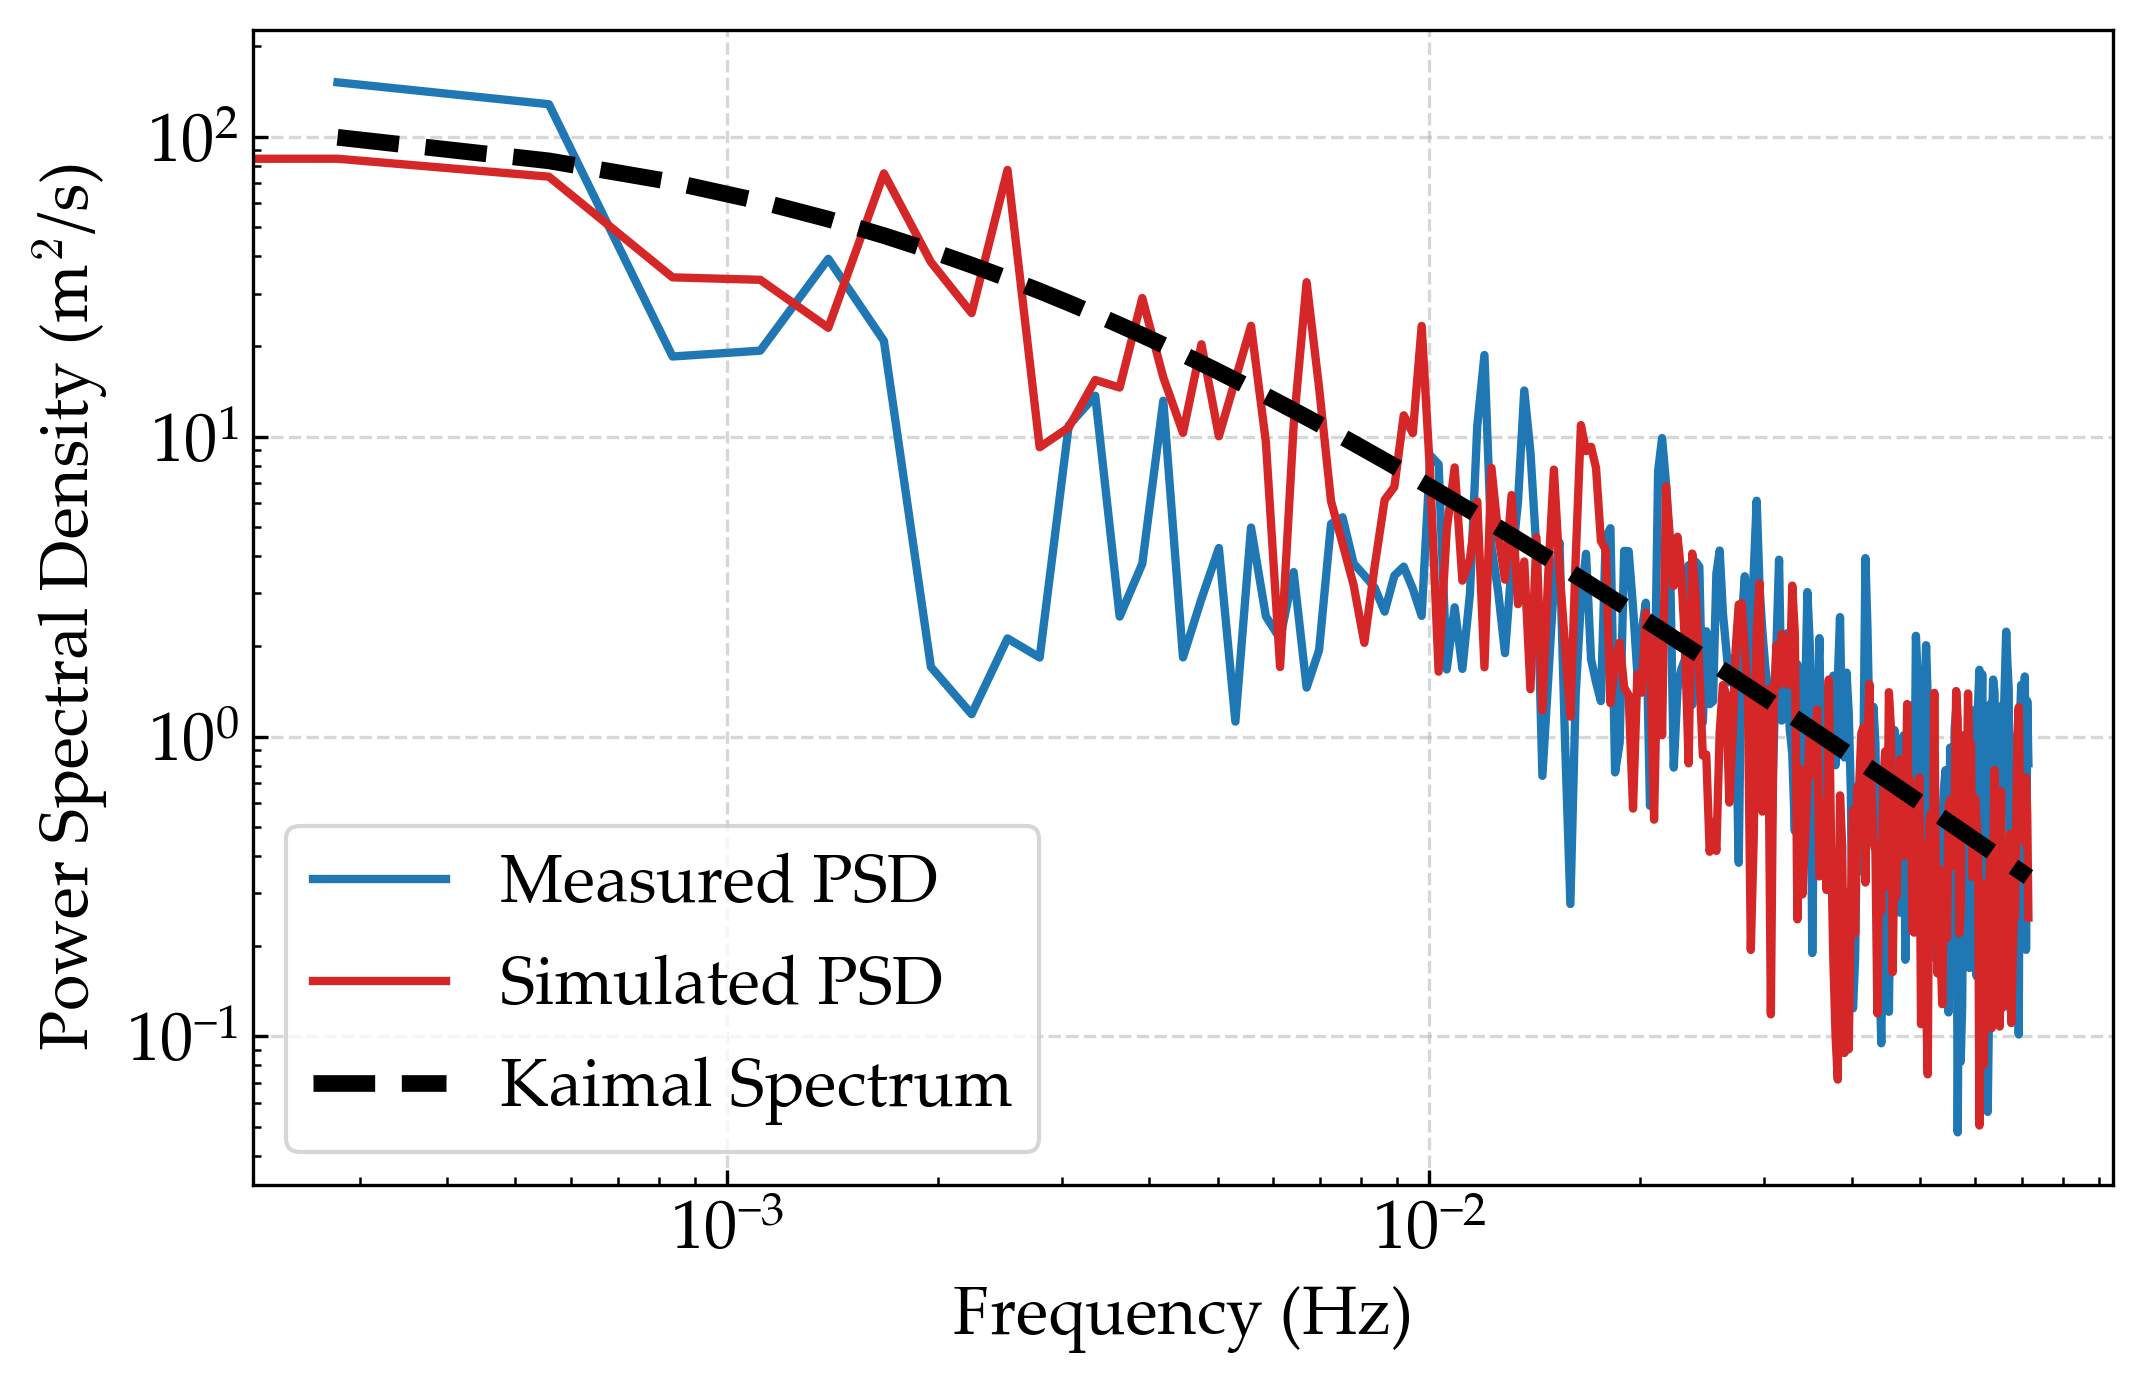 Power Spectral Density (m²/s)
10²
10¹
10⁰
10⁻¹
Measured PSD
Simulated PSD
Kaimal Spectrum
10⁻³ 10⁻²
Frequency (Hz)